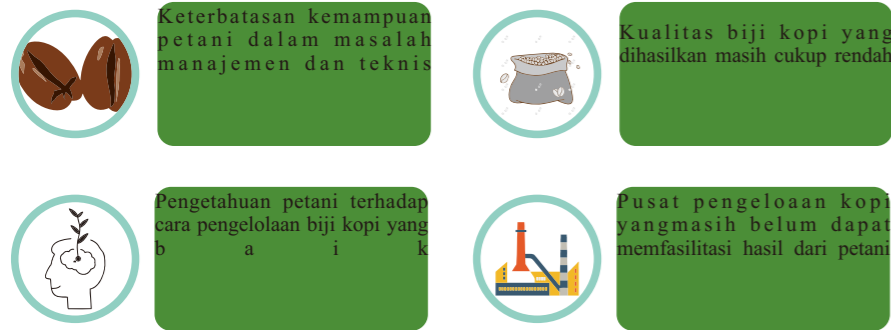 Keterbatasan kemampuan
petani dalam masalah
manajemen dan teknis
Kualitas biji kopi yang
dihasilkan masih cukup rendah
Pengetahuan petani terhadap
cara pengelolaan biji kopi yang
b a i k
Pusat pengeloaan kopi
yangmasih belum dapat
memfasilitasi hasil dari petani